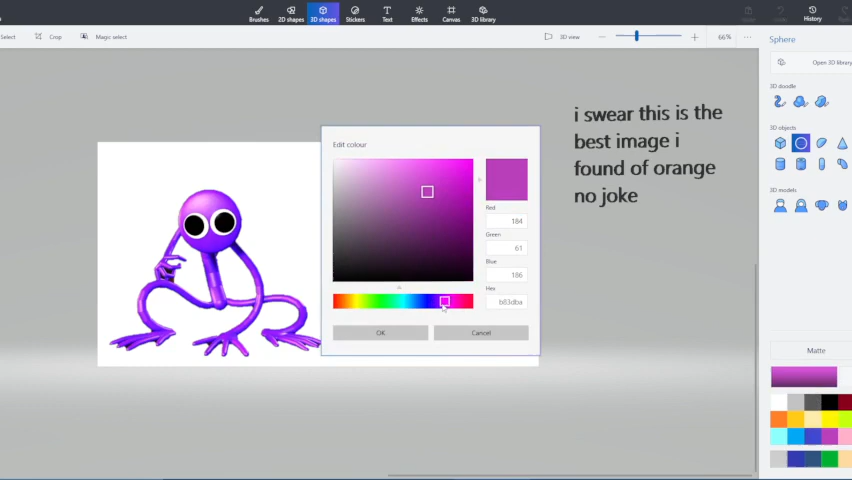 Brushes 2D shapes 3D shapes Stickers Text Effects Canvas 3D library History
Select Crop Magic select 3D view 66% Sphere
Open 3D library
3D doodle
3D objects
3D models
i swear this is the
best image i
found of orange
no joke
Edit colour
Red
184
Green
61
Blue
186
Hex
b83dba
OK Cancel
Matte